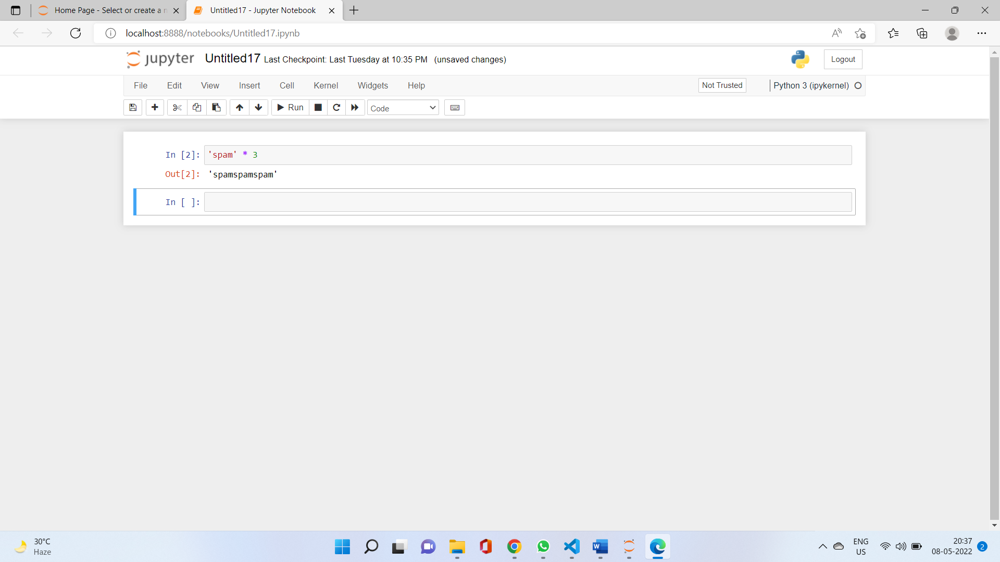 Home Page - Select or create a n
Untitled17 - Jupyter Notebook
localhost:8888/notebooks/Untitled17.ipynb
jupyter Untitled17 Last Checkpoint: Last Tuesday at 10:35 PM (unsaved changes) Logout
File Edit View Insert Cell Kernel Widgets Help Not Trusted Python 3 (ipykernel)
Run Code
In [2]: 'spam' * 3
Out[2]: 'spamspamspam'
In [ ]:
30°C
Haze
ENG
US
20:37
08-05-2022
2